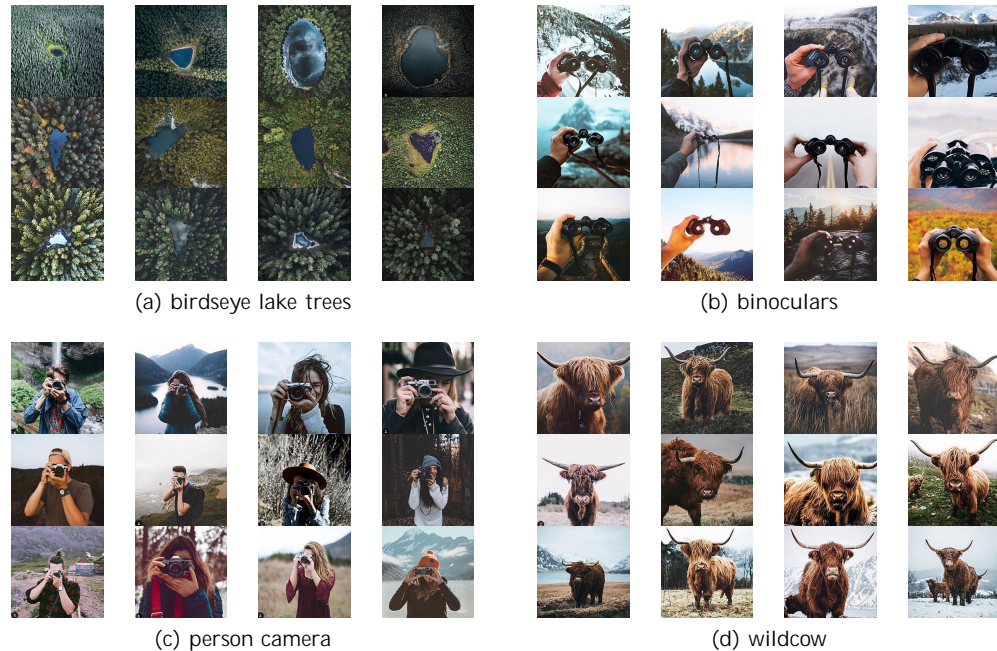 (a) birdseye lake trees
(b) binoculars
(c) person camera
(d) wildcow